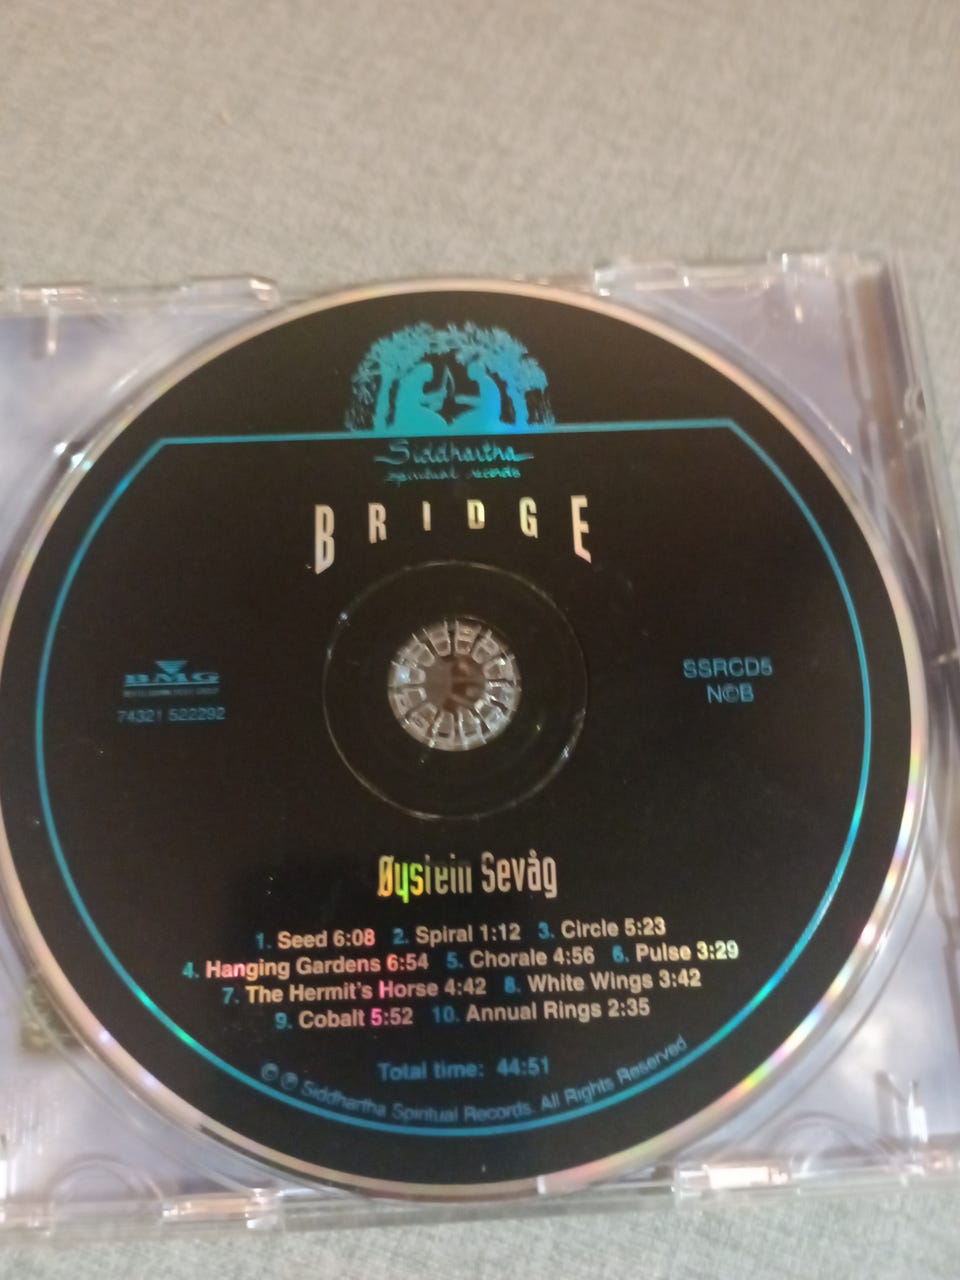 Siddhartha
spiritual records
BRIDGE
BMG
74321 522292
SSRCD5
N©B
Øystein Sevåg
1. Seed 6:08 2. Spiral 1:12 3. Circle 5:23
4. Hanging Gardens 6:54 5. Chorale 4:56 6. Pulse 3:29
7. The Hermit's Horse 4:42 8. White Wings 3:42
9. Cobalt 5:52 10. Annual Rings 2:35
Total time: 44:51
© ℗ Siddhartha Spiritual Records. All Rights Reserved